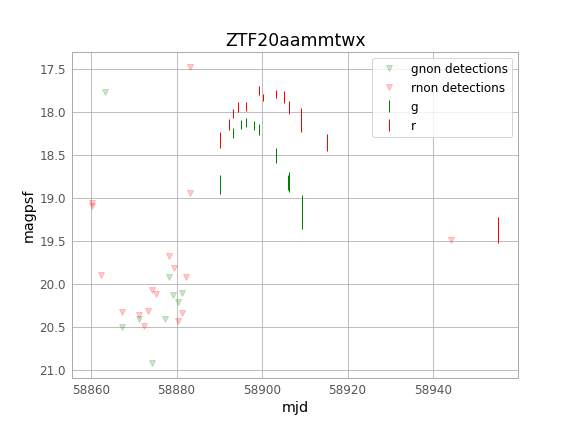 ZTF20aammtwx
gnon detections
rnon detections
g
r
magpsf
17.5
18.0
18.5
19.0
19.5
20.0
20.5
21.0
58860
58880
58900
58920
58940
mjd